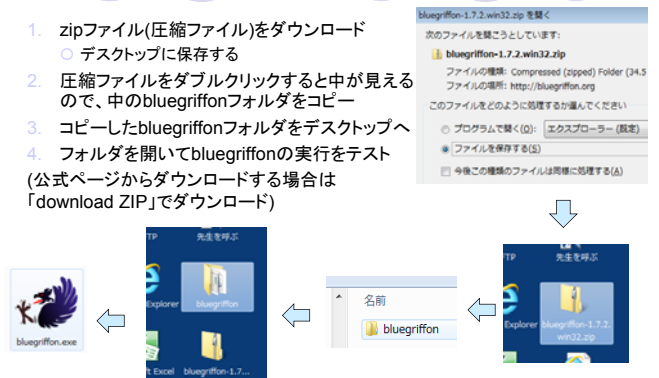 1. zipファイル(圧縮ファイル)をダウンロード
○ デスクトップに保存する
2. 圧縮ファイルをダブルクリックすると中が見える
ので、中のbluegriffonフォルダをコピー
3. コピーしたbluegriffonフォルダをデスクトップへ
4. フォルダを開いてbluegriffonの実行をテスト
(公式ページからダウンロードする場合は
「download ZIP」でダウンロード)
bluegriffon-1.7.2.win32.zip を開く
次のファイルを開こうとしています:
bluegriffon-1.7.2.win32.zip
ファイルの種類: Compressed (zipped) Folder (34.5
ファイルの場所: http://bluegriffon.org
このファイルをどのように処理するか選んでください
プログラムで開く(O): エクスプローラー (既定)
ファイルを保存する(S)
今後この種類のファイルは同様に処理する(A)
TP 先生を呼ぶ
Explorer bluegriffon-1.7.2.
win32.zip
名前
bluegriffon
TP 先生を呼ぶ
Explorer bluegriffon
ft Excel bluegriffon-1.7...
bluegriffon.exe